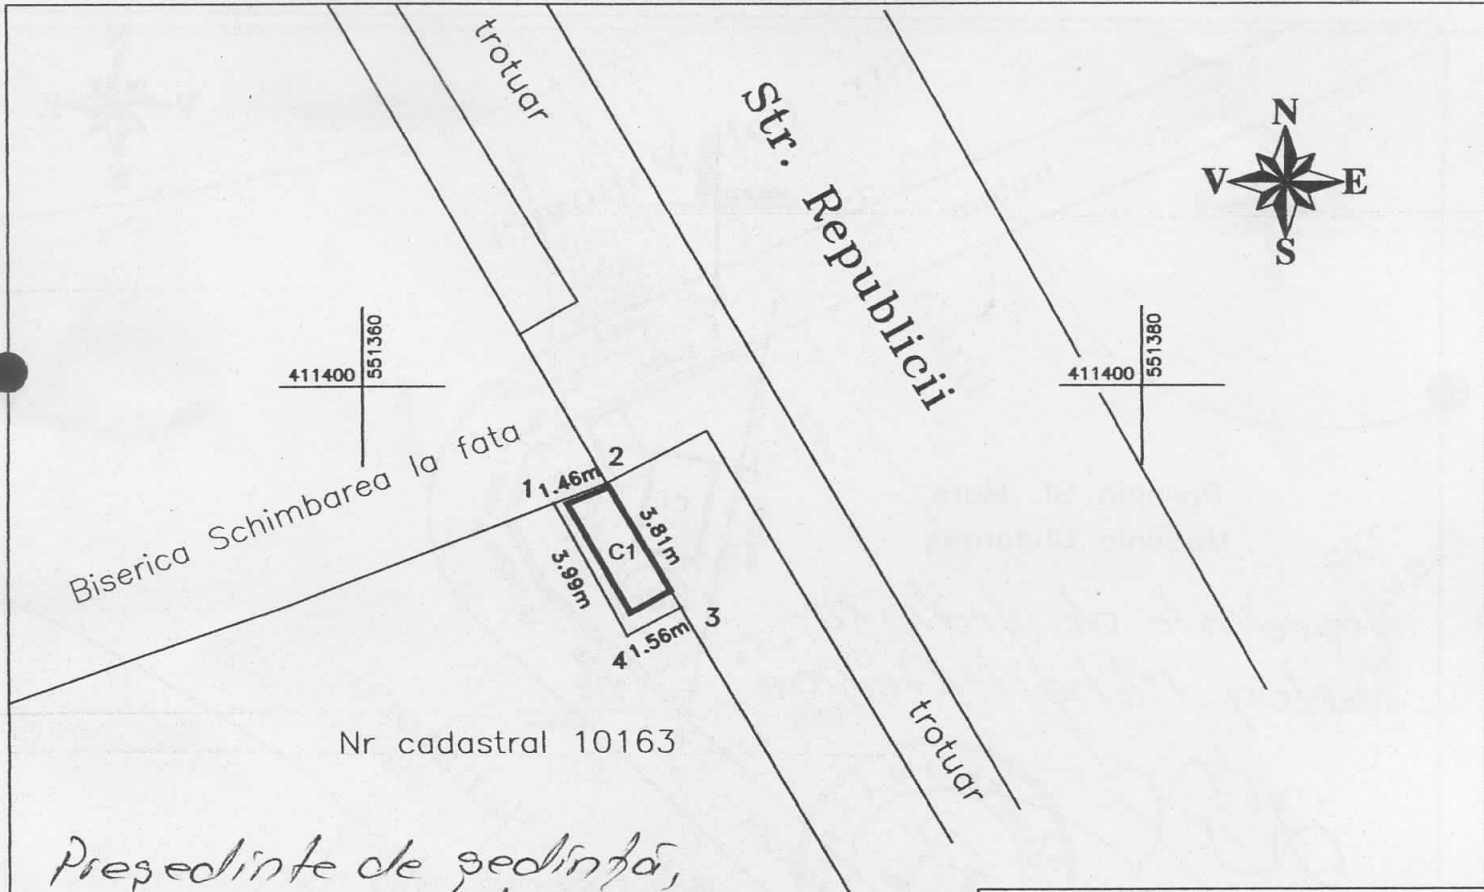 trotuar
Str. Republicii
N
V E
S
551360
411400
551380
411400
Biserica Schimbarea la fata
2
1
1.46m
3.81m
C1
3.99m
3
1.56m
4
trotuar
Nr cadastral 10163
Președinte de ședință,